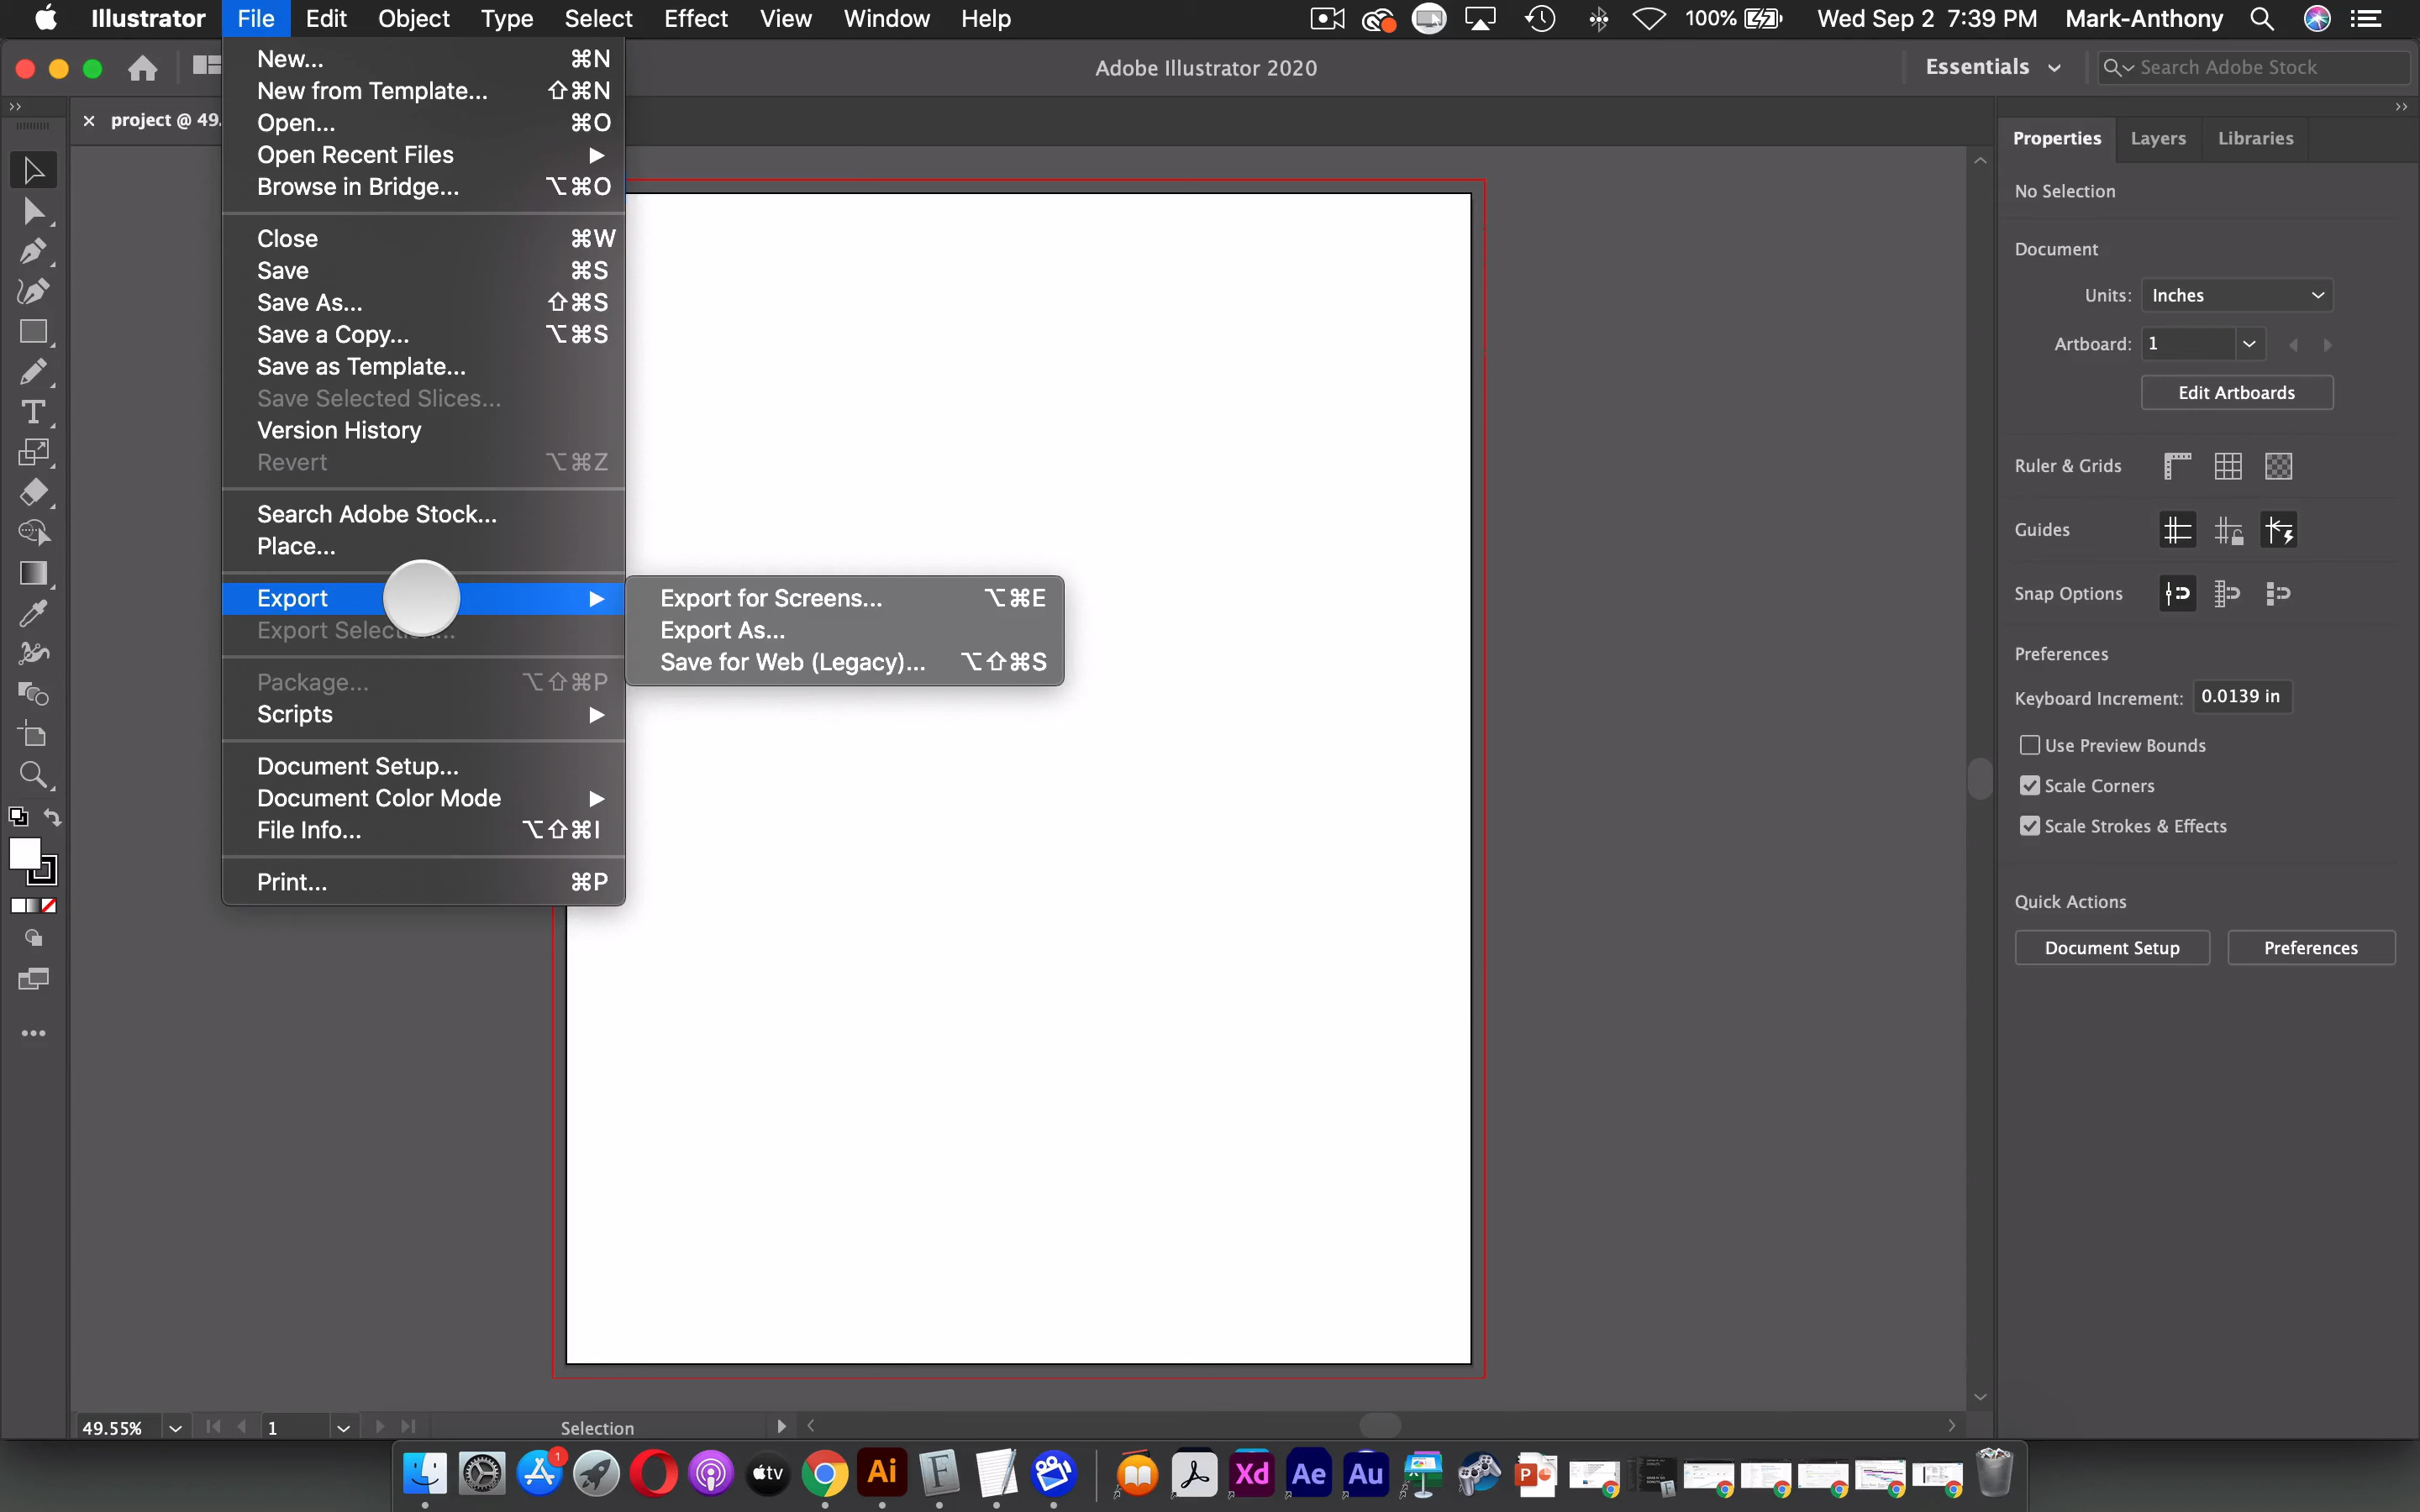 Illustrator File Edit Object Type Select Effect View Window Help 100% Wed Sep 2 7:39 PM Mark-Anthony
Adobe Illustrator 2020 Essentials Search Adobe Stock
project @ 49.
New... ⌘N
New from Template... ⇧⌘N
Open... ⌘O
Open Recent Files ▶
Browse in Bridge... ⌥⌘O
Close ⌘W
Save ⌘S
Save As... ⇧⌘S
Save a Copy... ⌥⌘S
Save as Template...
Save Selected Slices...
Version History
Revert ⌥⌘Z
Search Adobe Stock...
Place...
Export ▶
Export Selection...
Package... ⌥⇧⌘P
Scripts ▶
Document Setup...
Document Color Mode ▶
File Info... ⌥⇧⌘I
Print... ⌘P
Export for Screens... ⌥⌘E
Export As...
Save for Web (Legacy)... ⌥⇧⌘S
Properties Layers Libraries
No Selection
Document
Units: Inches
Artboard: 1
Edit Artboards
Ruler & Grids
Guides
Snap Options
Preferences
Keyboard Increment: 0.0139 in
Use Preview Bounds
Scale Corners
Scale Strokes & Effects
Quick Actions
Document Setup Preferences
49.55% 1 Selection
1 tv Ai F Xd Ae Au P